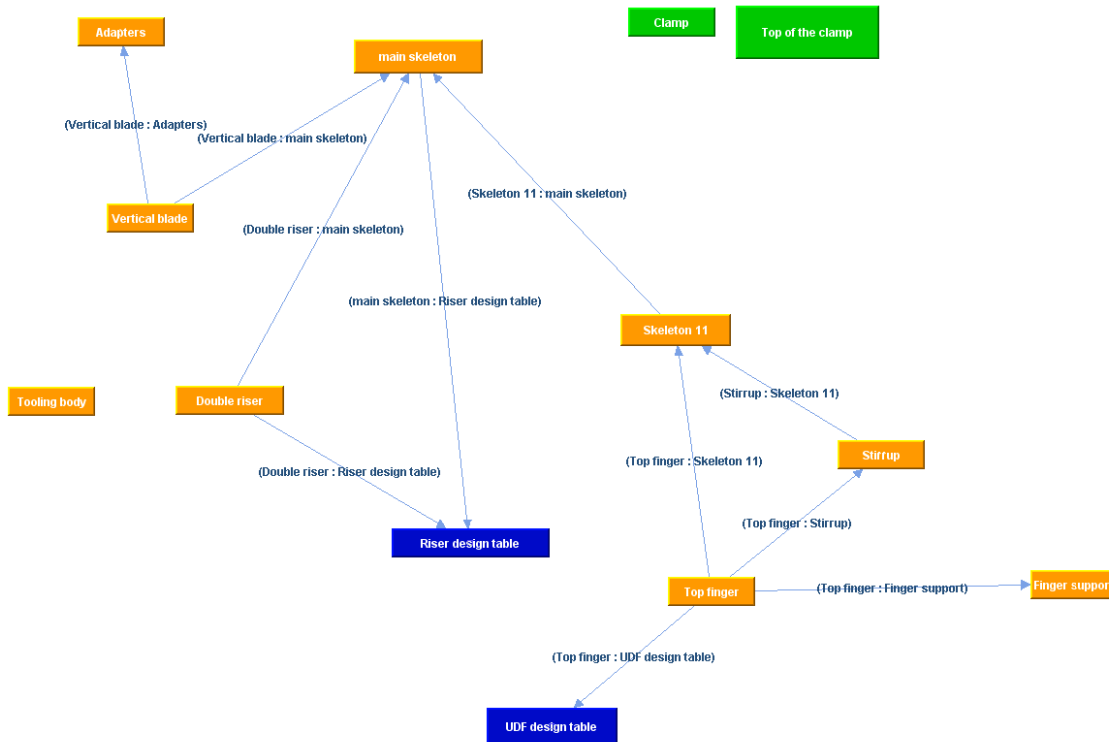 Clamp
Adapters
Top of the clamp
main skeleton
(Vertical blade : Adapters)
(Vertical blade : main skeleton)
(Skeleton 11 : main skeleton)
Vertical blade
(Double riser : main skeleton)
(main skeleton : Riser design table)
Skeleton 11
(Stirrup : Skeleton 11)
Tooling body
Double riser
Stirrup
(Top finger : Skeleton 11)
(Double riser : Riser design table)
(Top finger : Stirrup)
Riser design table
Finger support
Top finger
(Top finger : Finger support)
(Top finger : UDF design table)
UDF design table